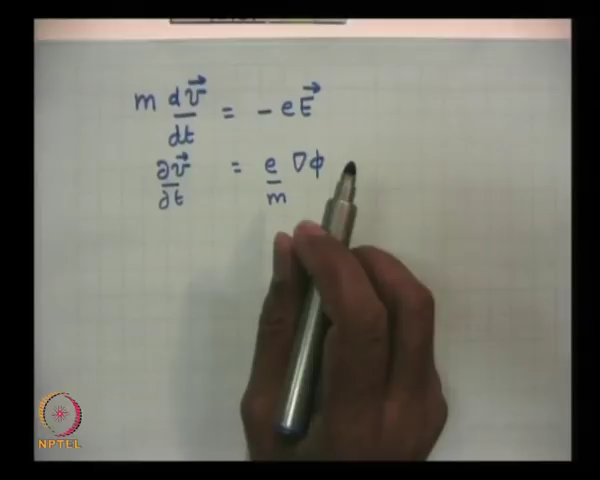 m dv⃗/dt = - eE⃗
∂v⃗/∂t = e/m ∇ϕ
NPTEL